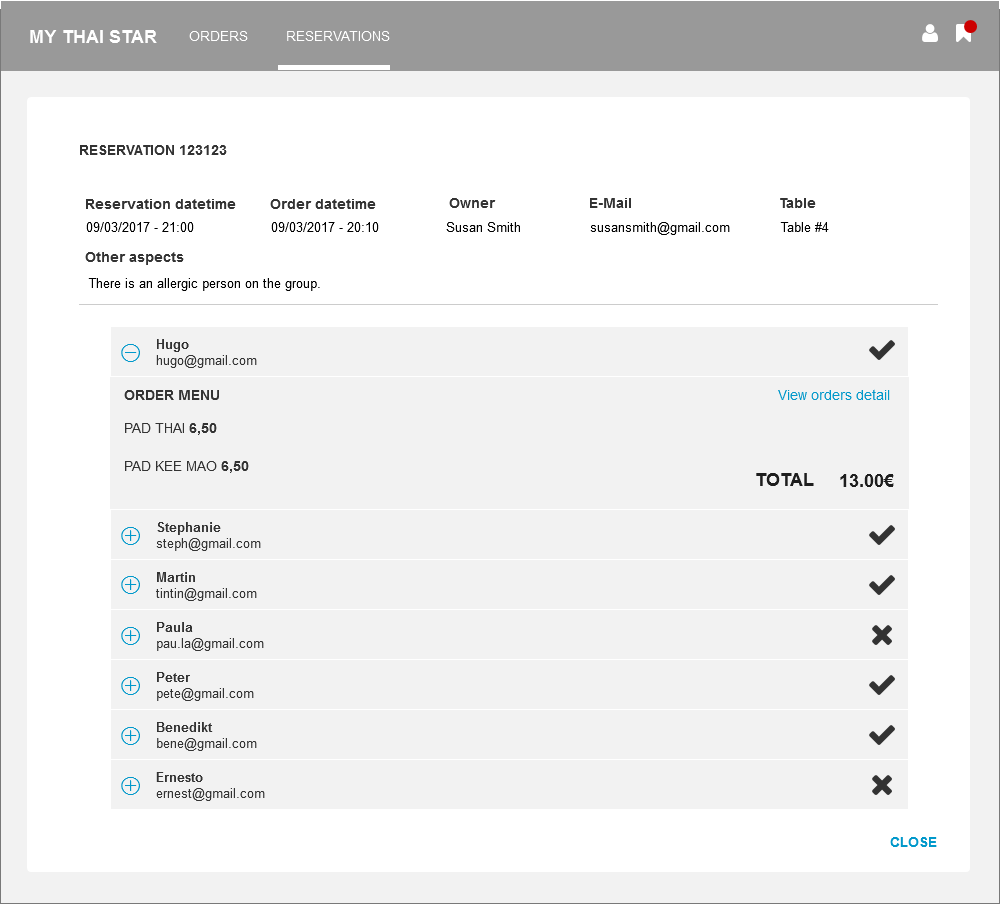 MY THAI STAR ORDERS RESERVATIONS
RESERVATION 123123
Reservation datetime Order datetime Owner E-Mail Table
09/03/2017 - 21:00 09/03/2017 - 20:10 Susan Smith susansmith@gmail.com Table #4
Other aspects
There is an allergic person on the group.
Hugo
hugo@gmail.com
ORDER MENU View orders detail
PAD THAI 6,50
PAD KEE MAO 6,50
TOTAL 13.00€
Stephanie
steph@gmail.com
Martin
tintin@gmail.com
Paula
pau.la@gmail.com
Peter
pete@gmail.com
Benedikt
bene@gmail.com
Ernesto
ernest@gmail.com
CLOSE